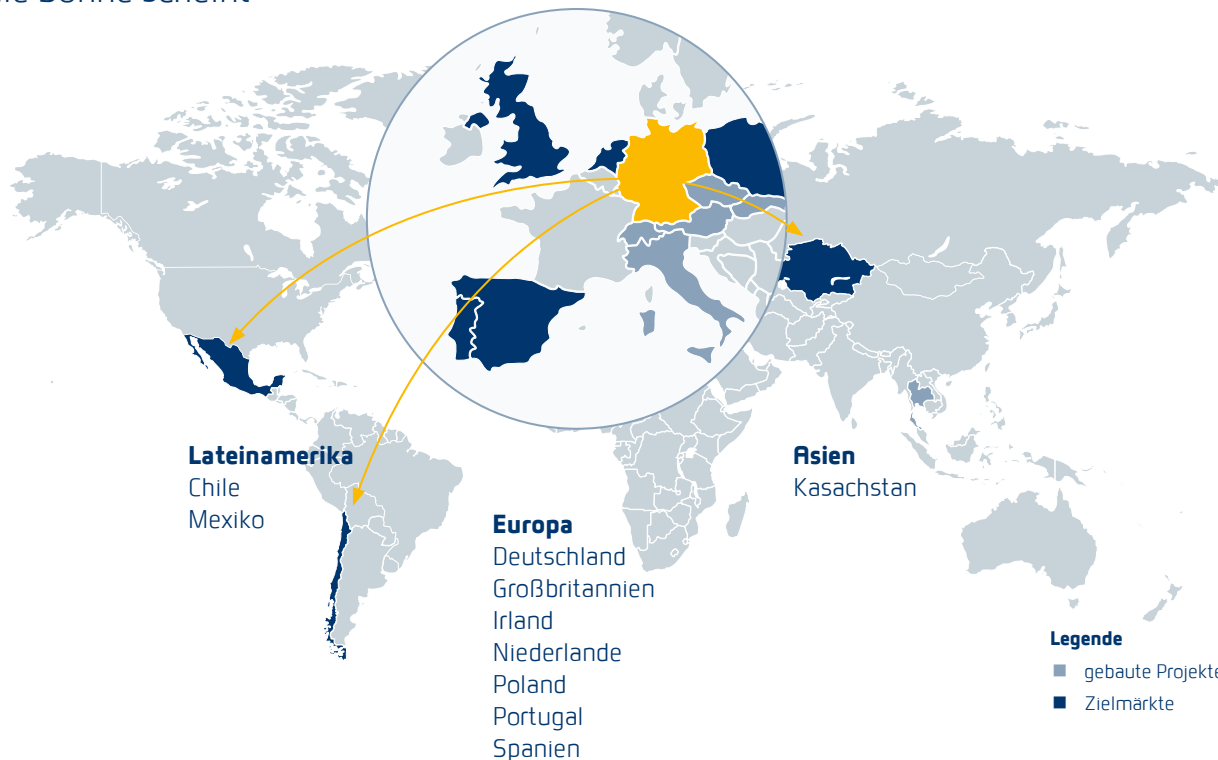 Lateinamerika
Chile
Mexiko
Asien
Kasachstan
Europa
Deutschland
Großbritannien
Irland
Niederlande
Poland
Portugal
Spanien
Legende
gebaute Projekte
Zielmärkte